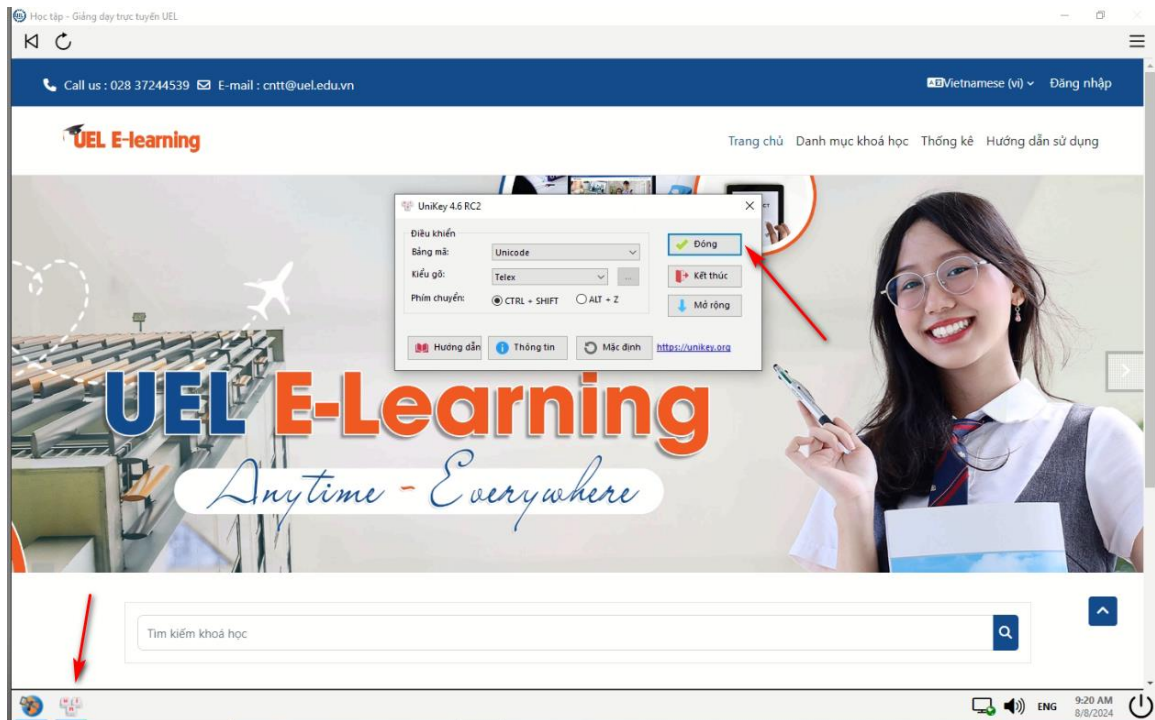 Học tập - Giảng dạy trực tuyến UEL
Call us : 028 37244539 E-mail : cntt@uel.edu.vn
Vietnamese (vi) Đăng nhập
UEL E-learning
Trang chủ Danh mục khoá học Thống kê Hướng dẫn sử dụng
UniKey 4.6 RC2
Điều khiển
Bảng mã: Unicode
Đóng
Kiểu gõ: Telex ...
Kết thúc
Phím chuyển: CTRL + SHIFT ALT + Z
Mở rộng
Hướng dẫn Thông tin Mặc định https://unikey.org
UEL E-Learning
Anytime - Everywhere
Tìm kiếm khoá học
ENG 9:20 AM
8/8/2024